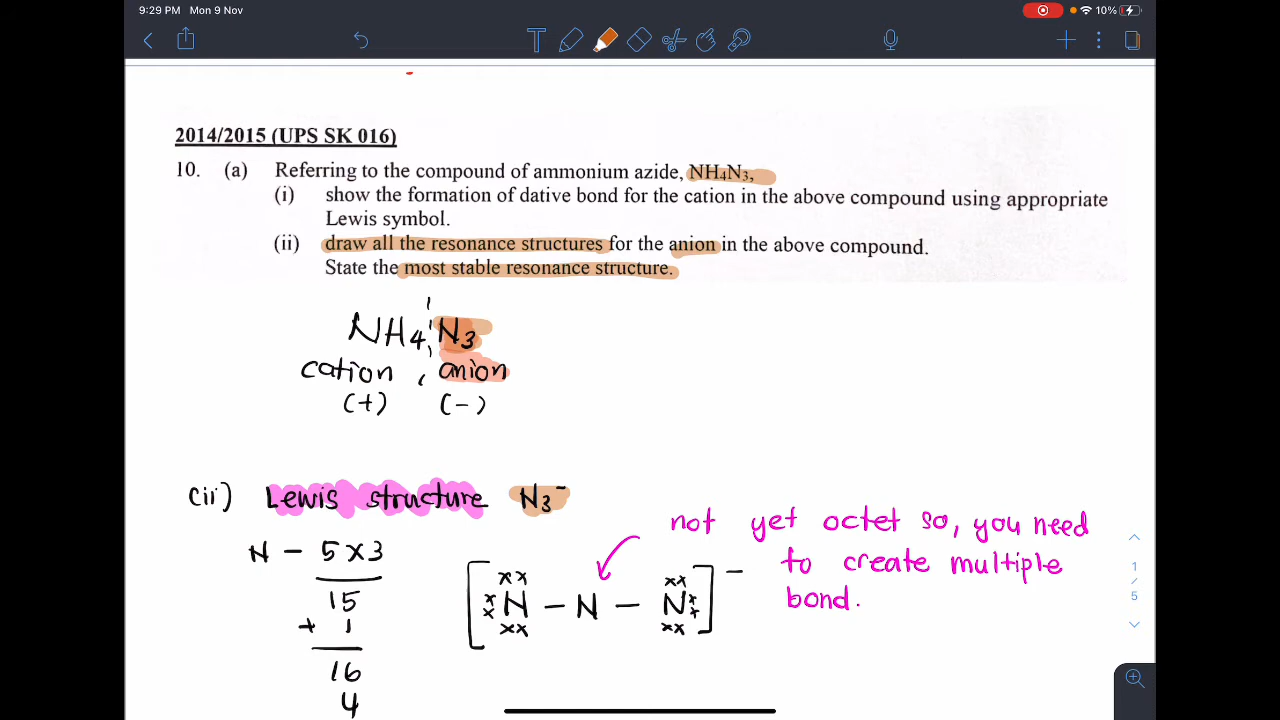 9:29 PM Mon 9 Nov
10%
2014/2015 (UPS SK 016)
10. (a) Referring to the compound of ammonium azide, NH₄N₃,
(i) show the formation of dative bond for the cation in the above compound using appropriate
Lewis symbol.
(ii) draw all the resonance structures for the anion in the above compound.
State the most stable resonance structure.
NH₄ N₃
cation , anion
(+) (-)
(ii) Lewis structure N₃⁻
N - 5x3
15
+ 1
16
4
[N - N - N]⁻
not yet octet so, you need
to create multiple
bond.
1
/
5